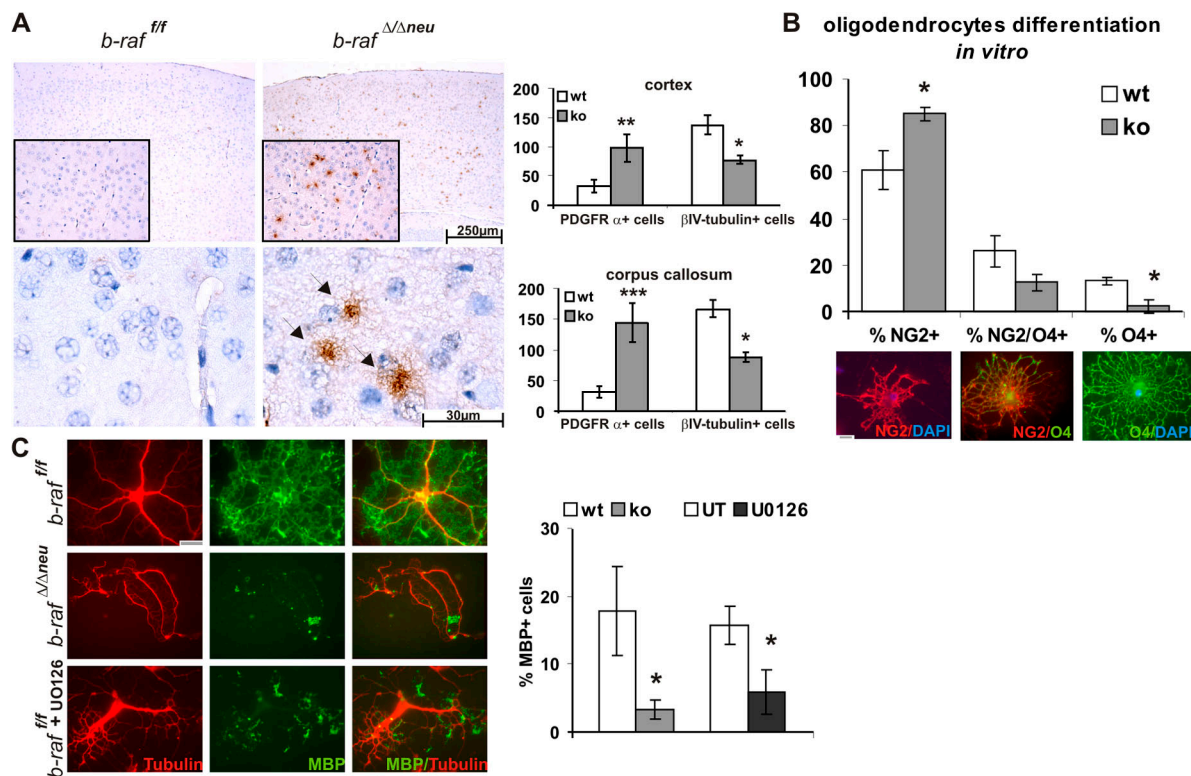 A
b-raf f/f
b-raf Δ/Δneu
250µm
30µm
cortex
wt
ko
200
150
100
50
0
**
*
PDGFR α+ cells
βIV-tubulin+ cells
corpus callosum
wt
ko
200
150
100
50
0
***
*
PDGFR α+ cells
βIV-tubulin+ cells
B
oligodendrocytes differentiation
in vitro
100
80
60
40
20
0
*
*
wt
ko
% NG2+
% NG2/O4+
% O4+
NG2/DAPI
NG2/O4
O4/DAPI
C
b-raf f/f
b-raf Δ/Δneu
b-raf f/f + UO126
Tubulin
MBP
MBP/Tubulin
wt
ko
UT
U0126
% MBP+ cells
30
20
10
0
*
*